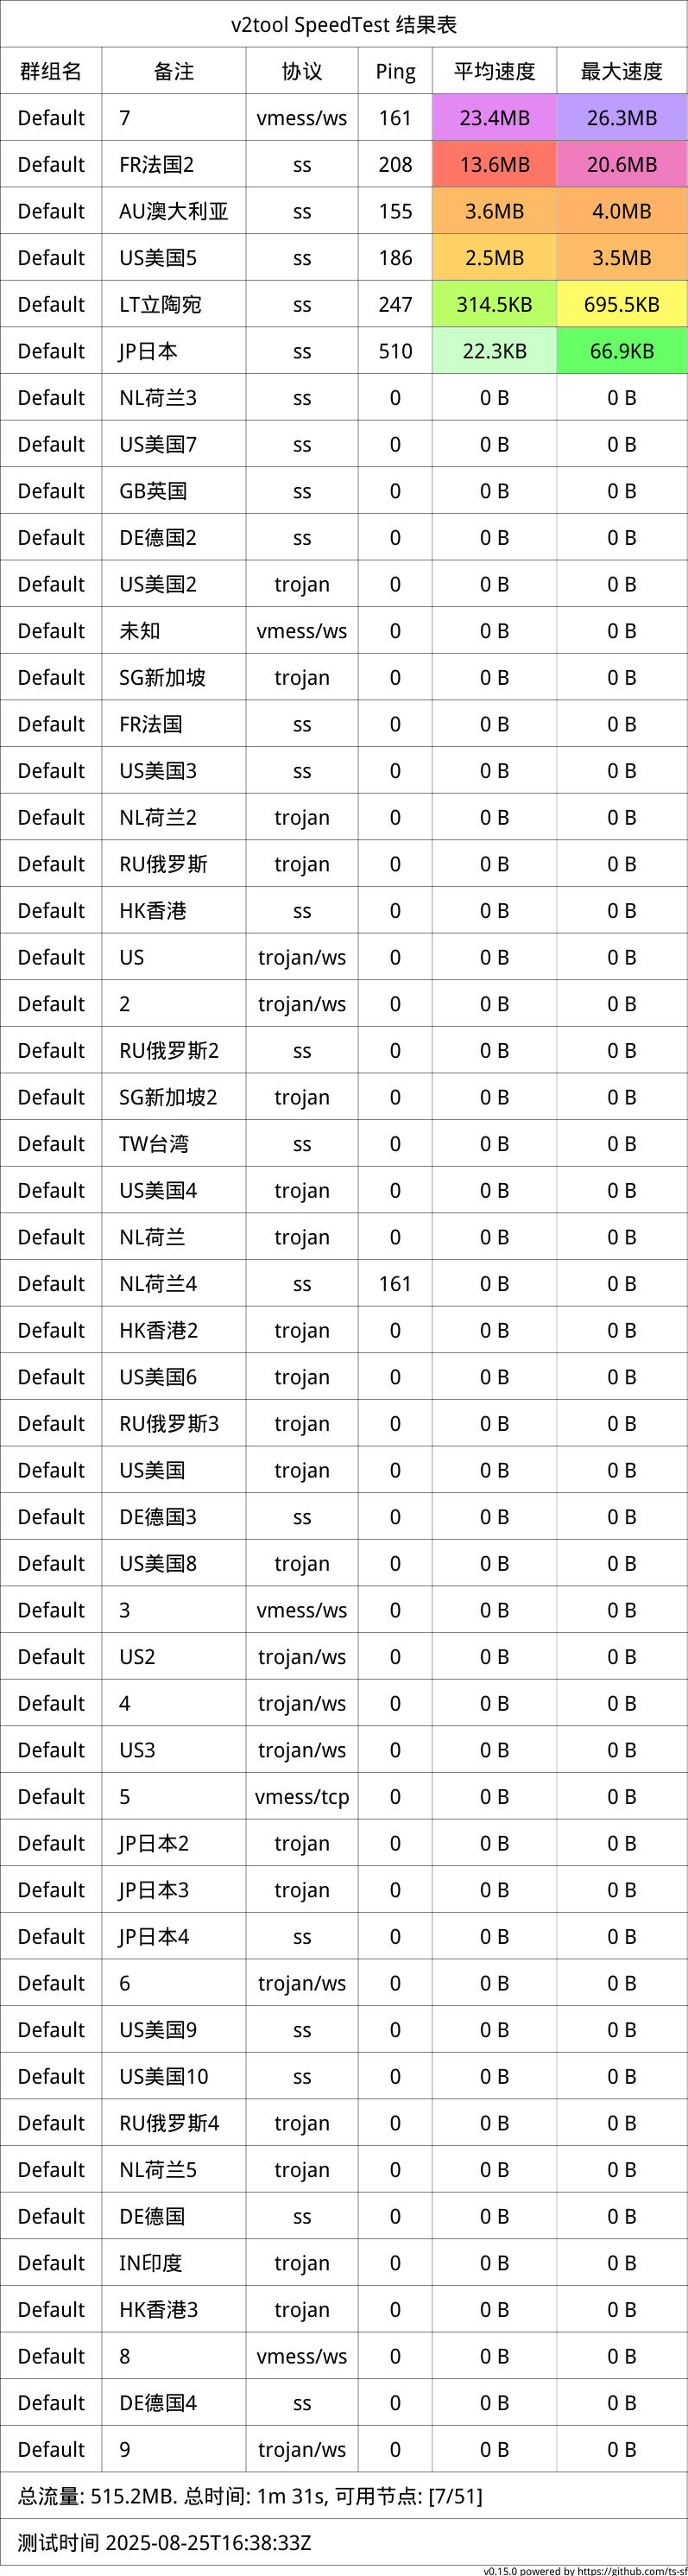 v2tool SpeedTest 结果表
群组名 备注 协议 Ping 平均速度 最大速度
Default 7 vmess/ws 161 23.4MB 26.3MB
Default FR法国2 ss 208 13.6MB 20.6MB
Default AU澳大利亚 ss 155 3.6MB 4.0MB
Default US美国5 ss 186 2.5MB 3.5MB
Default LT立陶宛 ss 247 314.5KB 695.5KB
Default JP日本 ss 510 22.3KB 66.9KB
Default NL荷兰3 ss 0 0 B 0 B
Default US美国7 ss 0 0 B 0 B
Default GB英国 ss 0 0 B 0 B
Default DE德国2 ss 0 0 B 0 B
Default US美国2 trojan 0 0 B 0 B
Default 未知 vmess/ws 0 0 B 0 B
Default SG新加坡 trojan 0 0 B 0 B
Default FR法国 ss 0 0 B 0 B
Default US美国3 ss 0 0 B 0 B
Default NL荷兰2 trojan 0 0 B 0 B
Default RU俄罗斯 trojan 0 0 B 0 B
Default HK香港 ss 0 0 B 0 B
Default US trojan/ws 0 0 B 0 B
Default 2 trojan/ws 0 0 B 0 B
Default RU俄罗斯2 ss 0 0 B 0 B
Default SG新加坡2 trojan 0 0 B 0 B
Default TW台湾 ss 0 0 B 0 B
Default US美国4 trojan 0 0 B 0 B
Default NL荷兰 trojan 0 0 B 0 B
Default NL荷兰4 ss 161 0 B 0 B
Default HK香港2 trojan 0 0 B 0 B
Default US美国6 trojan 0 0 B 0 B
Default RU俄罗斯3 trojan 0 0 B 0 B
Default US美国 trojan 0 0 B 0 B
Default DE德国3 ss 0 0 B 0 B
Default US美国8 trojan 0 0 B 0 B
Default 3 vmess/ws 0 0 B 0 B
Default US2 trojan/ws 0 0 B 0 B
Default 4 trojan/ws 0 0 B 0 B
Default US3 trojan/ws 0 0 B 0 B
Default 5 vmess/tcp 0 0 B 0 B
Default JP日本2 trojan 0 0 B 0 B
Default JP日本3 trojan 0 0 B 0 B
Default JP日本4 ss 0 0 B 0 B
Default 6 trojan/ws 0 0 B 0 B
Default US美国9 ss 0 0 B 0 B
Default US美国10 ss 0 0 B 0 B
Default RU俄罗斯4 trojan 0 0 B 0 B
Default NL荷兰5 trojan 0 0 B 0 B
Default DE德国 ss 0 0 B 0 B
Default IN印度 trojan 0 0 B 0 B
Default HK香港3 trojan 0 0 B 0 B
Default 8 vmess/ws 0 0 B 0 B
Default DE德国4 ss 0 0 B 0 B
Default 9 trojan/ws 0 0 B 0 B
总流量: 515.2MB. 总时间: 1m 31s, 可用节点: [7/51]
测试时间 2025-08-25T16:38:33Z
v0.15.0 powered by https://github.com/ts-sf